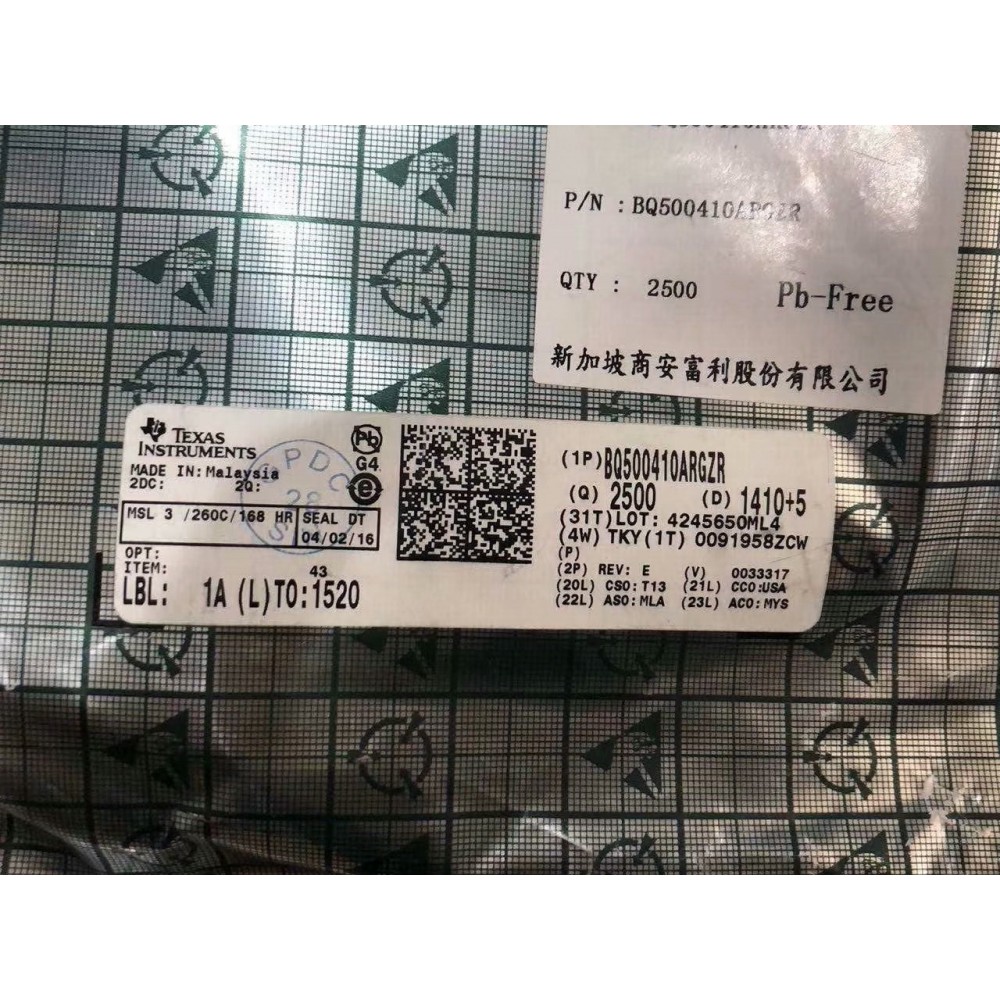 P/N : BQ500410ARGZR
QTY : 2500 Pb-Free
新加坡商安富利股份有限公司
TEXAS
INSTRUMENTS
MADE IN: Malaysia
2DC: 2Q:
MSL 3 /260C/168 HR SEAL DT
04/02/16
OPT:
ITEM: 43
LBL: 1A (L)TO:1520
Pb
G4
e
PDC
28
(1P)BQ500410ARGZR
(Q) 2500 (D) 1410+5
(31T)LOT: 4245650ML4
(4W) TKY(1T) 0091958ZCW
(P)
(2P) REV: E (V) 0033317
(20L) CSO:T13 (21L) CCO:USA
(22L) ASO:MLA (23L) ACO:MYS